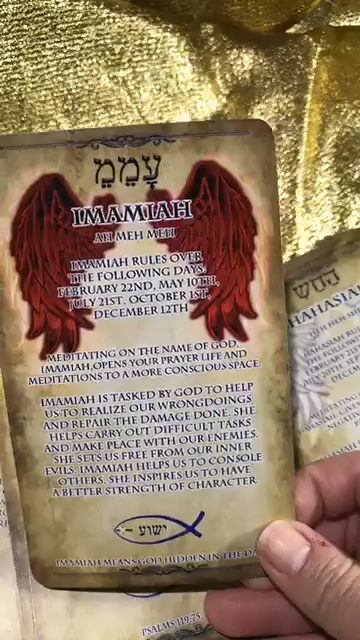 עָמֵמֵ
IMAMIAH
AH MEH MEH
IMAMIAH RULES OVER
THE FOLLOWING DAYS:
FEBRUARY 22ND, MAY 10TH,
JULY 21ST, OCTOBER 1ST,
DECEMBER 12TH
MEDITATING ON THE NAME OF GOD,
IMAMIAH, OPENS YOUR PRAYER LIFE AND
MEDITATIONS TO A MORE CONSCIOUS SPACE.
IMAMIAH IS TASKED BY GOD TO HELP
US TO REALIZE OUR WRONGDOINGS
AND REPAIR THE DAMAGE DONE. SHE
HELPS CARRY OUT DIFFICULT TASKS
AND MAKE PLACE WITH OUR ENEMIES.
SHE SETS US FREE FROM OUR INNER
EVILS. IMAMIAH HELPS US TO CONSOLE
OTHERS. SHE INSPIRES US TO HAVE
A BETTER STRENGTH OF CHARACTER.
ישוע
IMAMIAH MEANS GOD HIDDEN IN THE
PSALMS 119:75
HAHASIAH